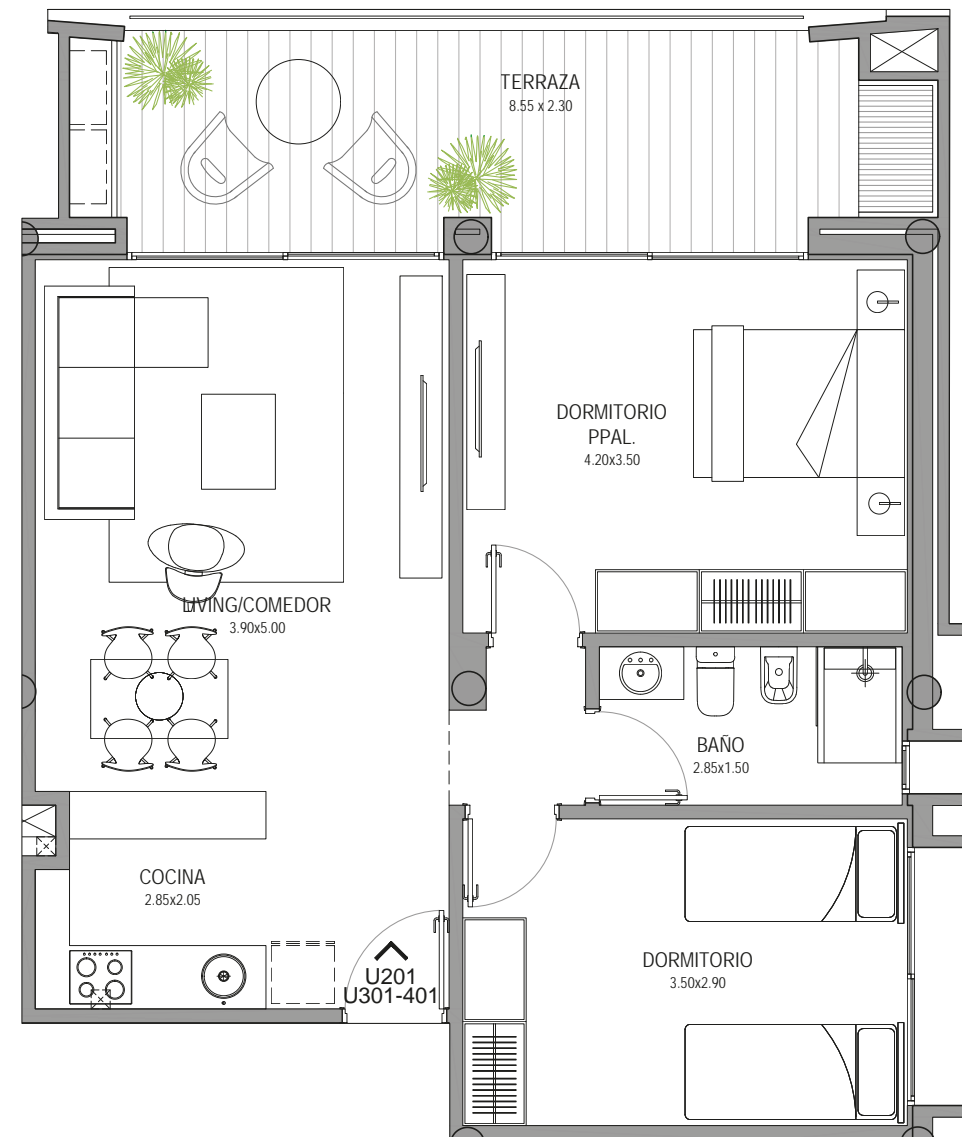 TERRAZA
8.55 x 2.30
DORMITORIO
PPAL.
4.20x3.50
LIVING/COMEDOR
3.90x5.00
BAÑO
2.85x1.50
COCINA
2.85x2.05
U201
U301-401
DORMITORIO
3.50x2.90